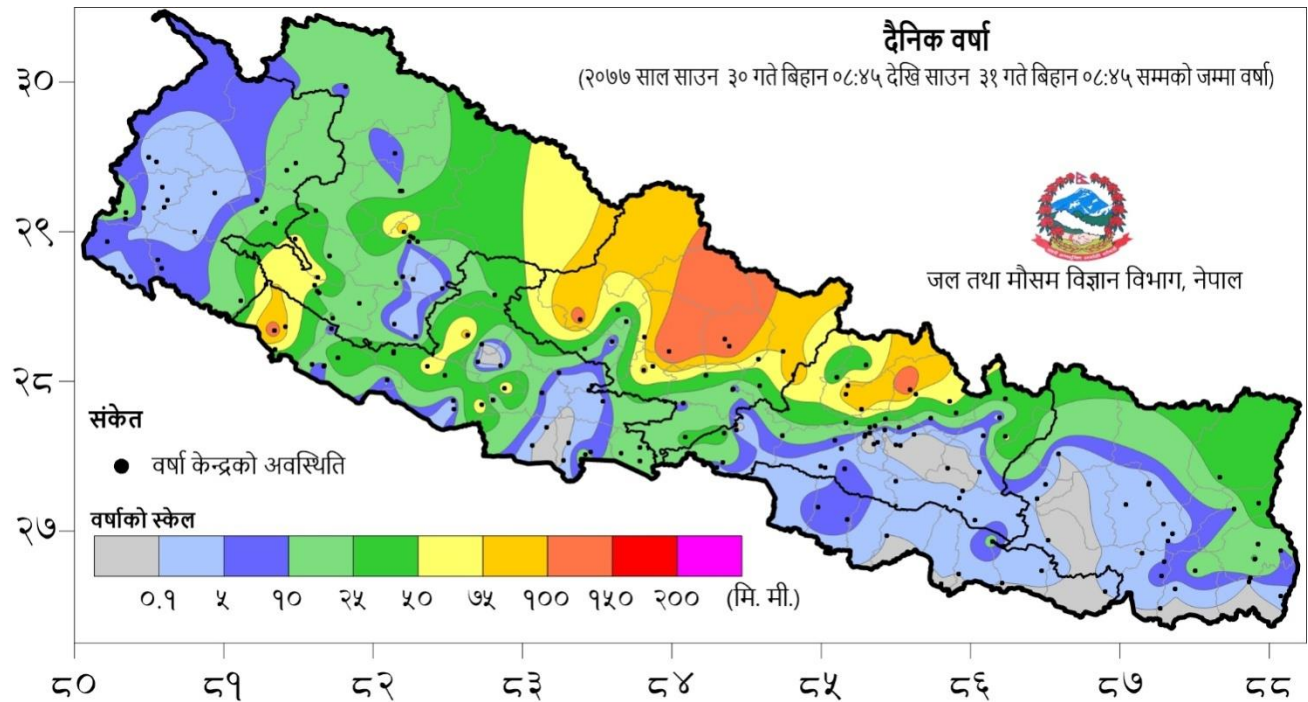 दैनिक वर्षा
(२०७७ साल साउन ३० गते बिहान ०८:४५ देखि साउन ३१ गते बिहान ०८:४५ सम्मको जम्मा वर्षा)
जल तथा मौसम विज्ञान विभाग, नेपाल
३०
२९
२८
२७
संकेत
वर्षा केन्द्रको अवस्थिति
वर्षाको स्केल
०.१ ५ १० २५ ५० ७५ १०० १५० २०० (मि. मी.)
८० ८१ ८२ ८३ ८४ ८५ ८६ ८७ ८८